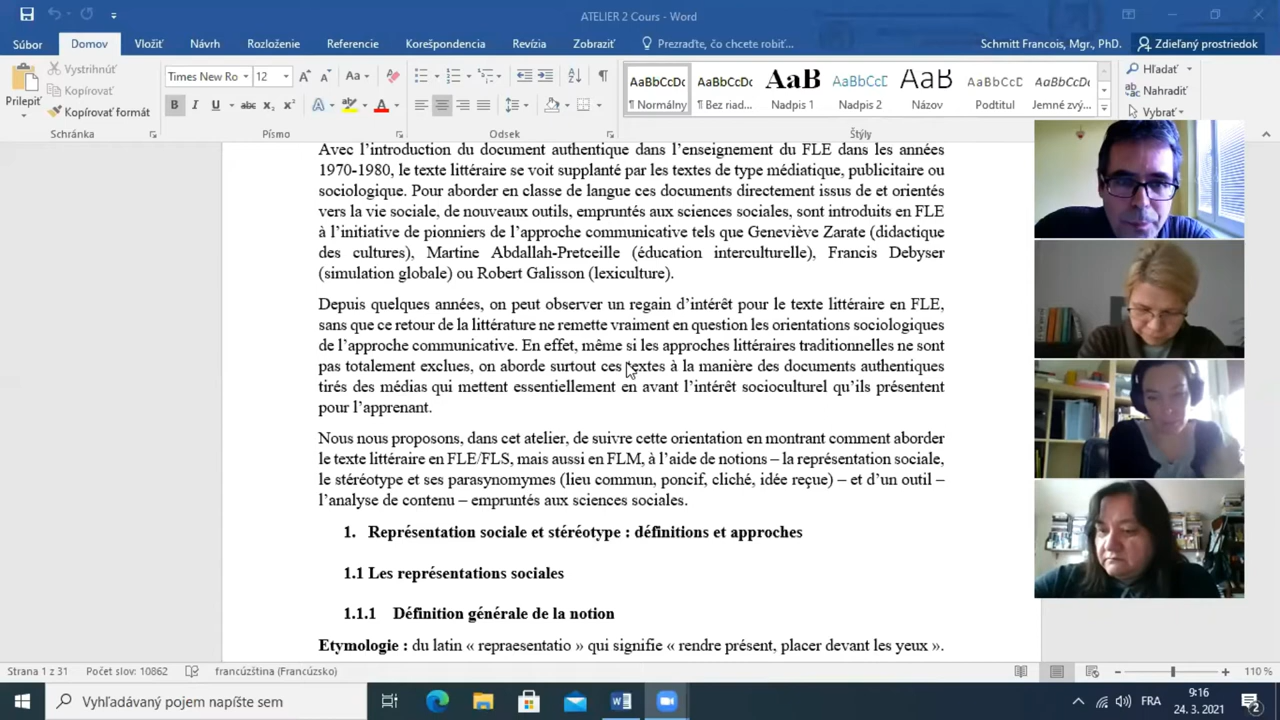 ATELIER 2 Cours - Word
Súbor Domov Vložiť Návrh Rozloženie Referencie Korešpondencia Revízia Zobraziť Prezraďte, čo chcete robiť... Schmitt Francois, Mgr., PhD. Zdieľaný prostriedok
Prilepiť
Vystrihnúť
Kopírovať
Kopírovať formát
Schránka
Times New Ro 12
Písmo
Odsek
AaBbCcDc AaBbCcDc AaB AaBbCcD AaB AaBbCcD AaBbCcDc
¶ Normálny ¶ Bez riad... Nadpis 1 Nadpis 2 Názov Podtitul Jemné zvý...
Štýly
Hľadať
Nahradiť
Vybrať
Avec l’introduction du document authentique dans l’enseignement du FLE dans les années
1970-1980, le texte littéraire se voit supplanté par les textes de type médiatique, publicitaire ou
sociologique. Pour aborder en classe de langue ces documents directement issus de et orientés
vers la vie sociale, de nouveaux outils, empruntés aux sciences sociales, sont introduits en FLE
à l’initiative de pionniers de l’approche communicative tels que Geneviève Zarate (didactique
des cultures), Martine Abdallah-Pretceille (éducation interculturelle), Francis Debyser
(simulation globale) ou Robert Galisson (lexiculture).
Depuis quelques années, on peut observer un regain d’intérêt pour le texte littéraire en FLE,
sans que ce retour de la littérature ne remette vraiment en question les orientations sociologiques
de l’approche communicative. En effet, même si les approches littéraires traditionnelles ne sont
pas totalement exclues, on aborde surtout ces textes à la manière des documents authentiques
tirés des médias qui mettent essentiellement en avant l’intérêt socioculturel qu’ils présentent
pour l’apprenant.
Nous nous proposons, dans cet atelier, de suivre cette orientation en montrant comment aborder
le texte littéraire en FLE/FLS, mais aussi en FLM, à l’aide de notions – la représentation sociale,
le stéréotype et ses parasynomymes (lieu commun, poncif, cliché, idée reçue) – et d’un outil –
l’analyse de contenu – empruntés aux sciences sociales.
1. Représentation sociale et stéréotype : définitions et approches
1.1 Les représentations sociales
1.1.1 Définition générale de la notion
Etymologie : du latin « repraesentatio » qui signifie « rendre présent, placer devant les yeux ».
Strana 1 z 31 Počet slov: 10862 francúzština (Francúzsko) 110 %
Vyhľadávaný pojem napíšte sem
FRA
9:16
24. 3. 2021
2